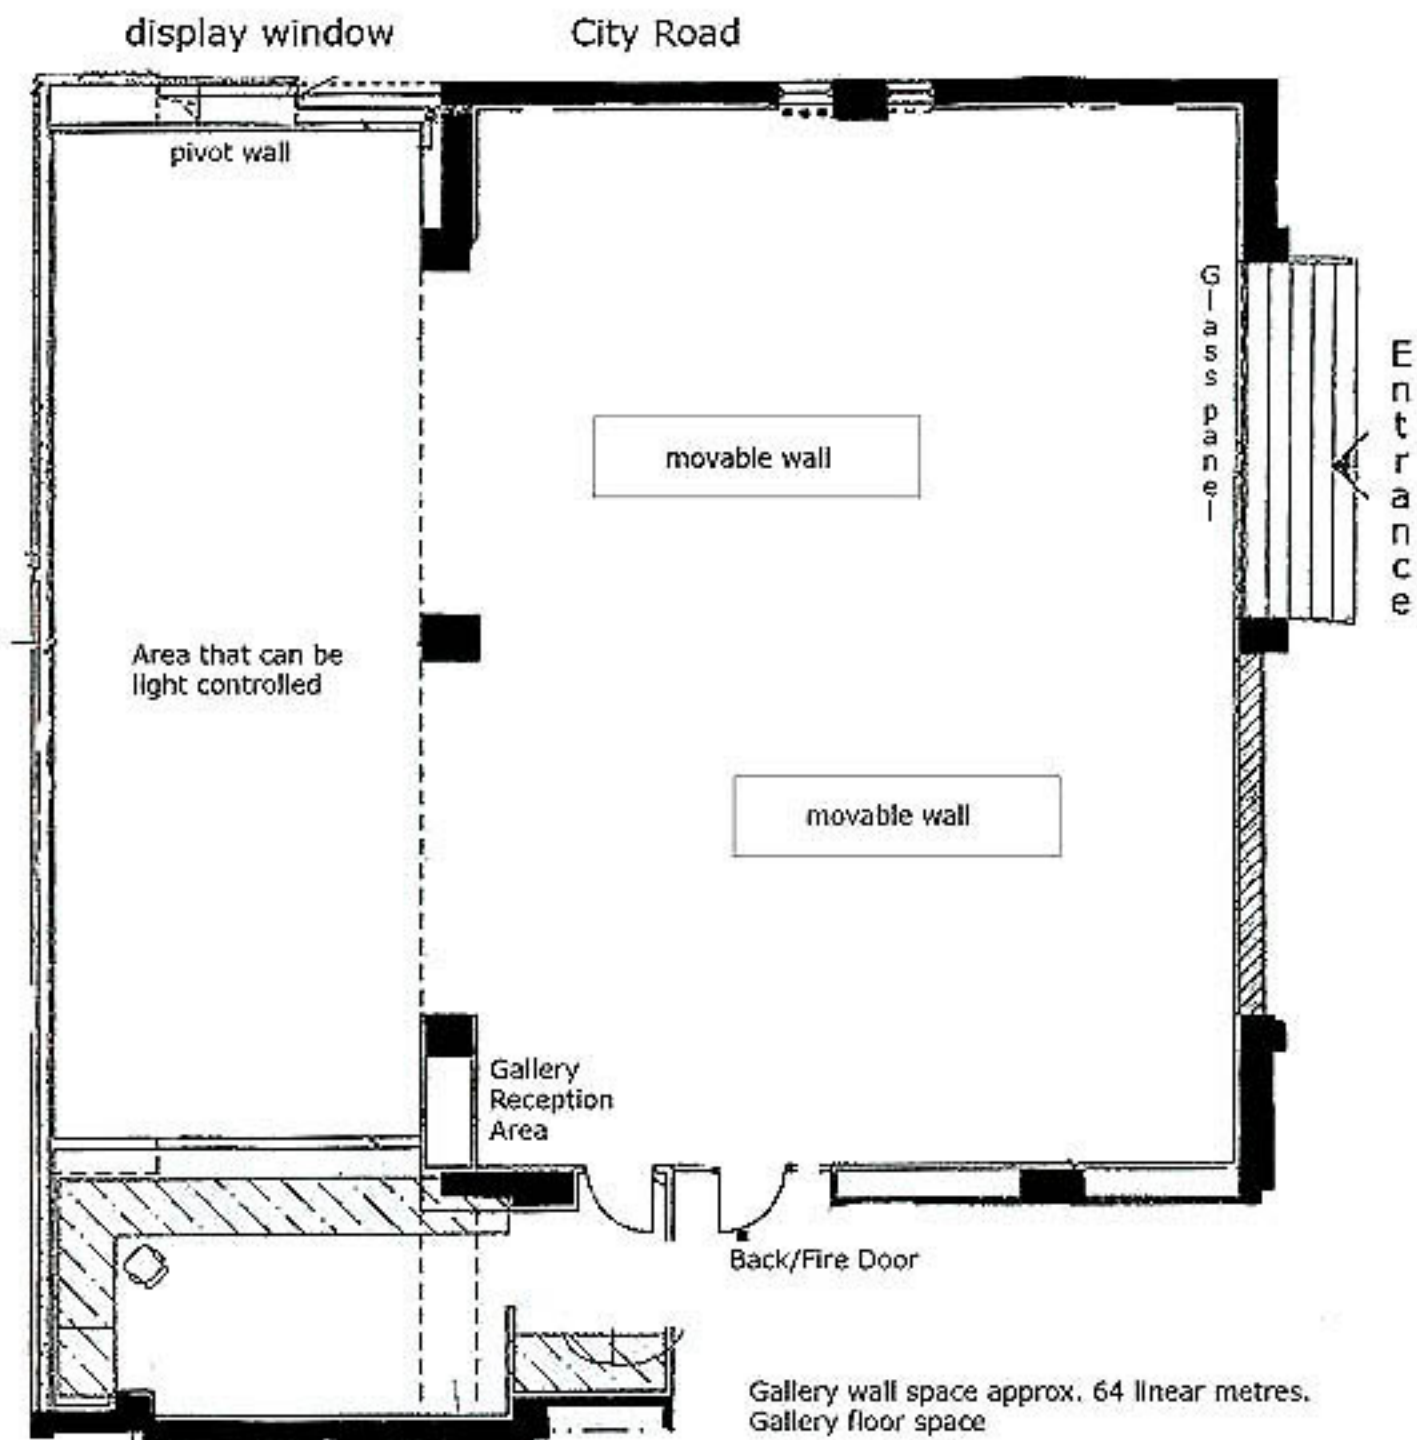 display window
City Road
pivot wall
Glass panel
Entrance
movable wall
Area that can be
light controlled
movable wall
Gallery
Reception
Area
Back/Fire Door
Gallery wall space approx. 64 linear metres.
Gallery floor space